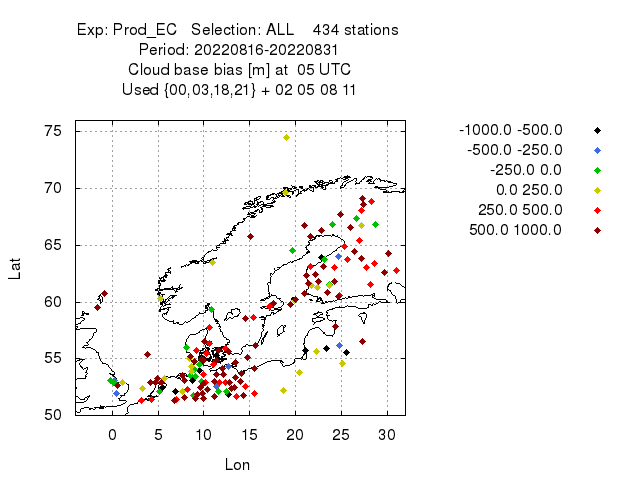 Exp: Prod_EC   Selection: ALL    434 stations
Period: 20220816-20220831
Cloud base bias [m] at  05 UTC
Used {00,03,18,21} + 02 05 08 11
-1000.0 -500.0
-500.0 -250.0
-250.0 0.0
0.0 250.0
250.0 500.0
500.0 1000.0
75
70
65
60
55
50
Lat
0 5 10 15 20 25 30
Lon